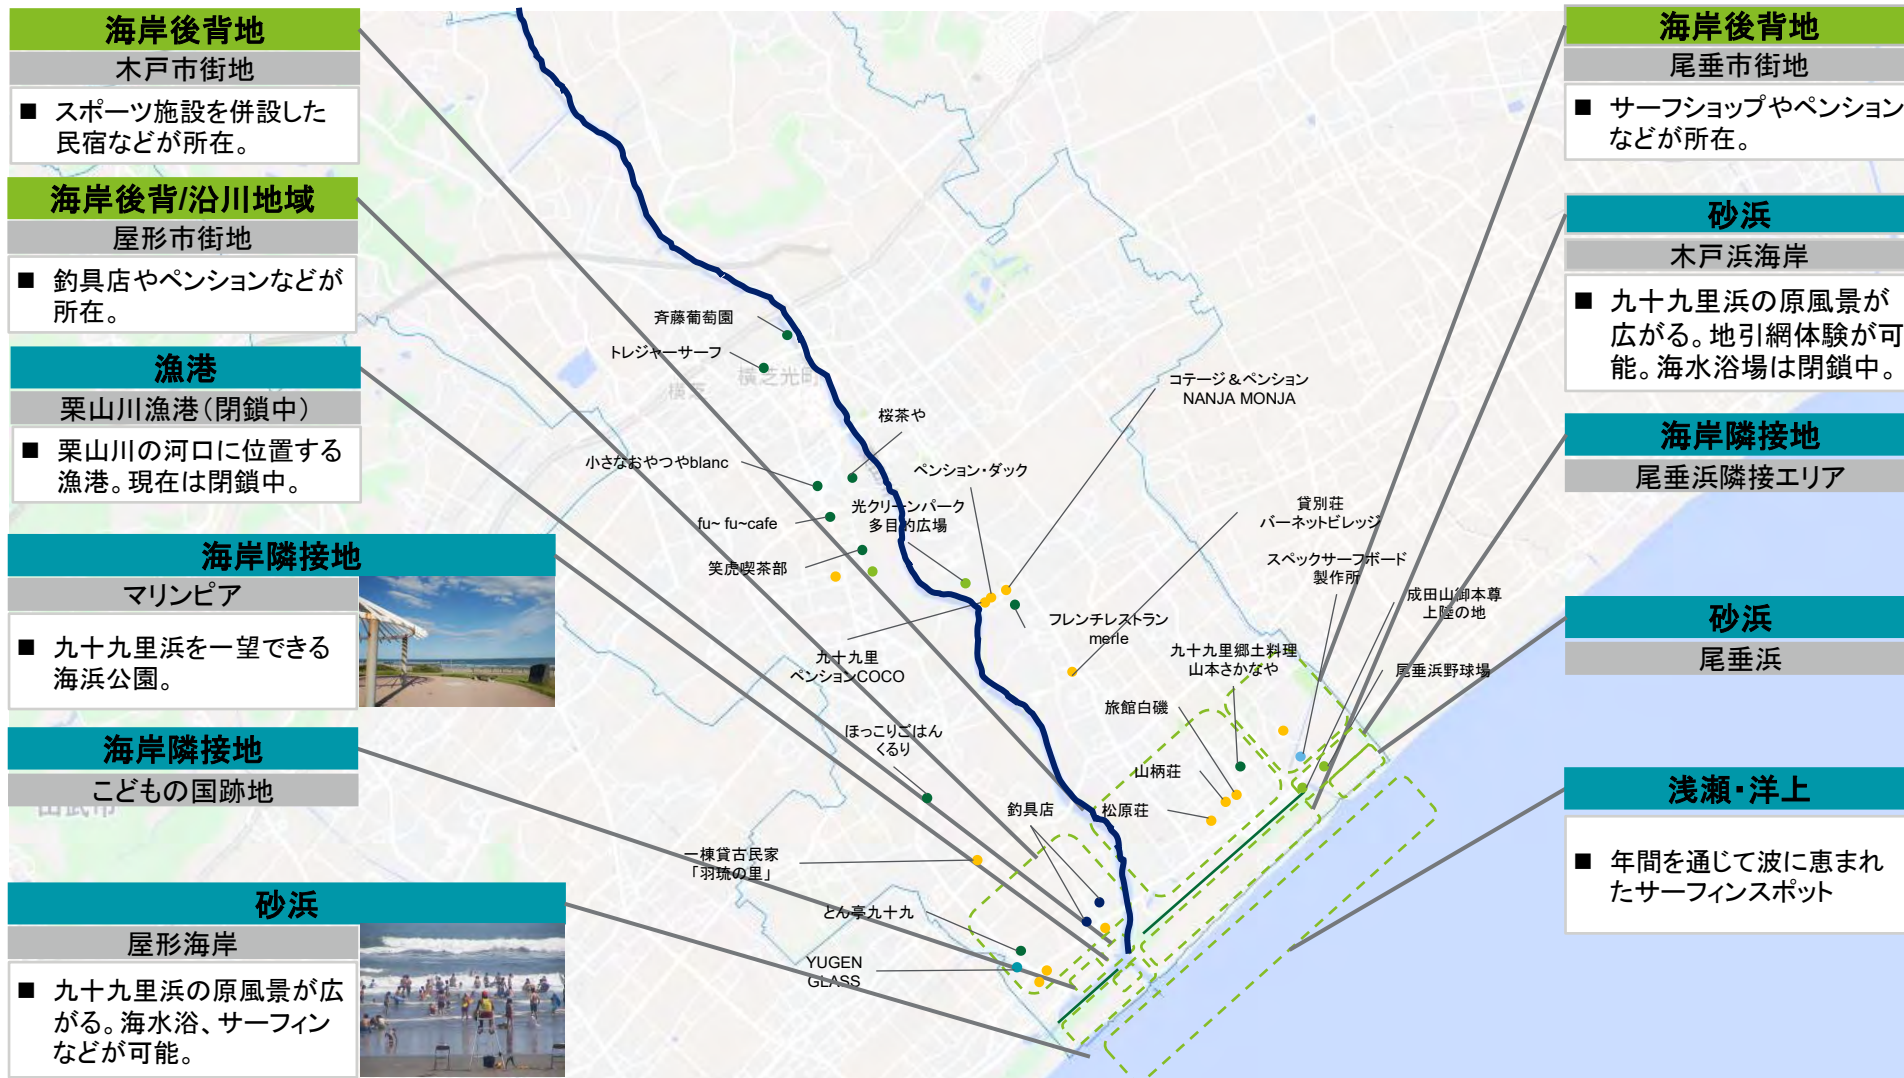 海岸後背地
木戸市街地
■ スポーツ施設を併設した
民宿などが所在。
海岸後背/沿川地域
屋形市街地
■ 釣具店やペンションなどが
所在。
漁港
栗山川漁港（閉鎖中）
■ 栗山川の河口に位置する
漁港。現在は閉鎖中。
海岸隣接地
マリンピア
■ 九十九里浜を一望できる
海浜公園。
海岸隣接地
こどもの国跡地
砂浜
屋形海岸
■ 九十九里浜の原風景が広
がる。海水浴、サーフィン
などが可能。
斉藤葡萄園
トレジャーサーフ
横芝
横芝光町
桜茶や
小さなおやつやblanc
ペンション・ダック
コテージ＆ペンション
NANJA MONJA
光クリーンパーク
多目的広場
fu~ fu~cafe
笑虎喫茶部
貸別荘
バーネットビレッジ
スペックサーフボード
製作所
成田山御本尊
上陸の地
フレンチレストラン
merle
九十九里
ペンションCOCO
九十九里郷土料理
山本さかなや
尾垂浜野球場
旅館白磯
ほっこりごはん
くるり
山柄荘
釣具店
松原荘
一棟貸古民家
「羽琉の里」
とん亭九十九
YUGEN
GLASS
山武市
海岸後背地
尾垂市街地
■ サーフショップやペンション
などが所在。
砂浜
木戸浜海岸
■ 九十九里浜の原風景が
広がる。地引網体験が可
能。海水浴場は閉鎖中。
海岸隣接地
尾垂浜隣接エリア
砂浜
尾垂浜
浅瀬・洋上
■ 年間を通じて波に恵まれ
たサーフィンスポット